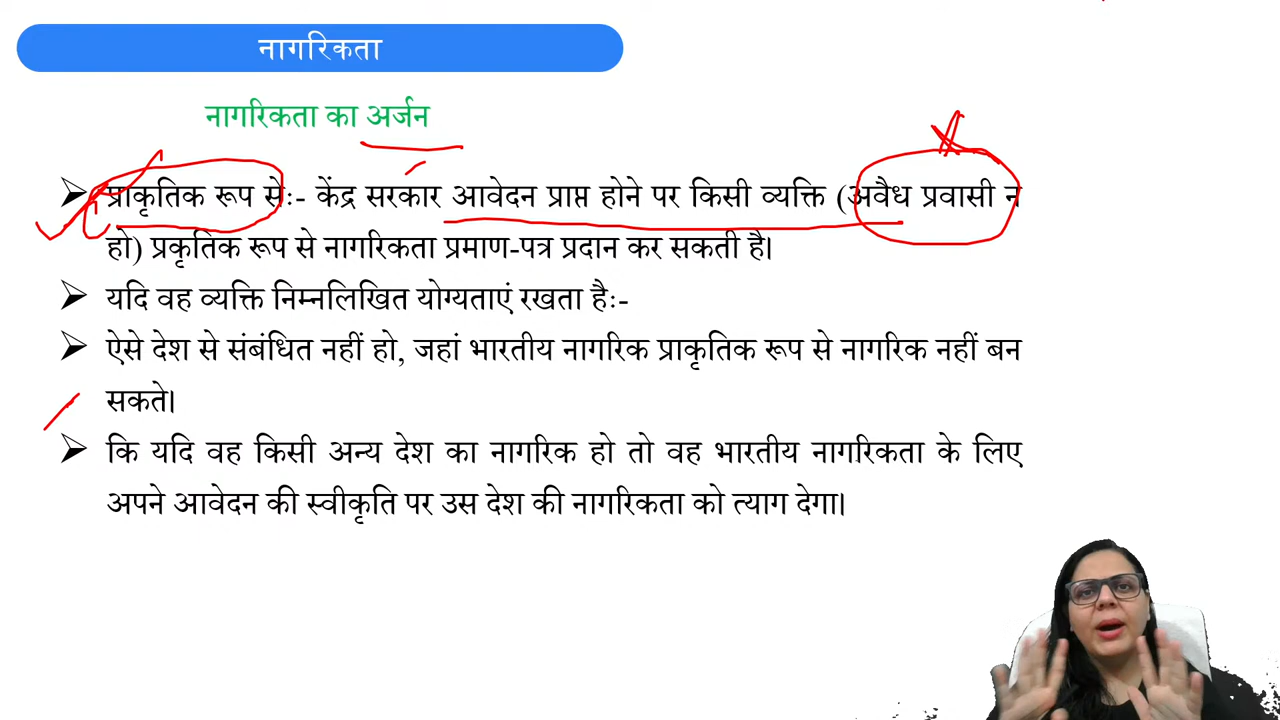 नागरिकता
नागरिकता का अर्जन
➤ प्राकृतिक रूप सेः- केंद्र सरकार आवेदन प्राप्त होने पर किसी व्यक्ति (अवैध प्रवासी न
हो) प्रकृतिक रूप से नागरिकता प्रमाण-पत्र प्रदान कर सकती है।
➤ यदि वह व्यक्ति निम्नलिखित योग्यताएं रखता हैः-
➤ ऐसे देश से संबंधित नहीं हो, जहां भारतीय नागरिक प्राकृतिक रूप से नागरिक नहीं बन
सकते।
➤ कि यदि वह किसी अन्य देश का नागरिक हो तो वह भारतीय नागरिकता के लिए
अपने आवेदन की स्वीकृति पर उस देश की नागरिकता को त्याग देगा।